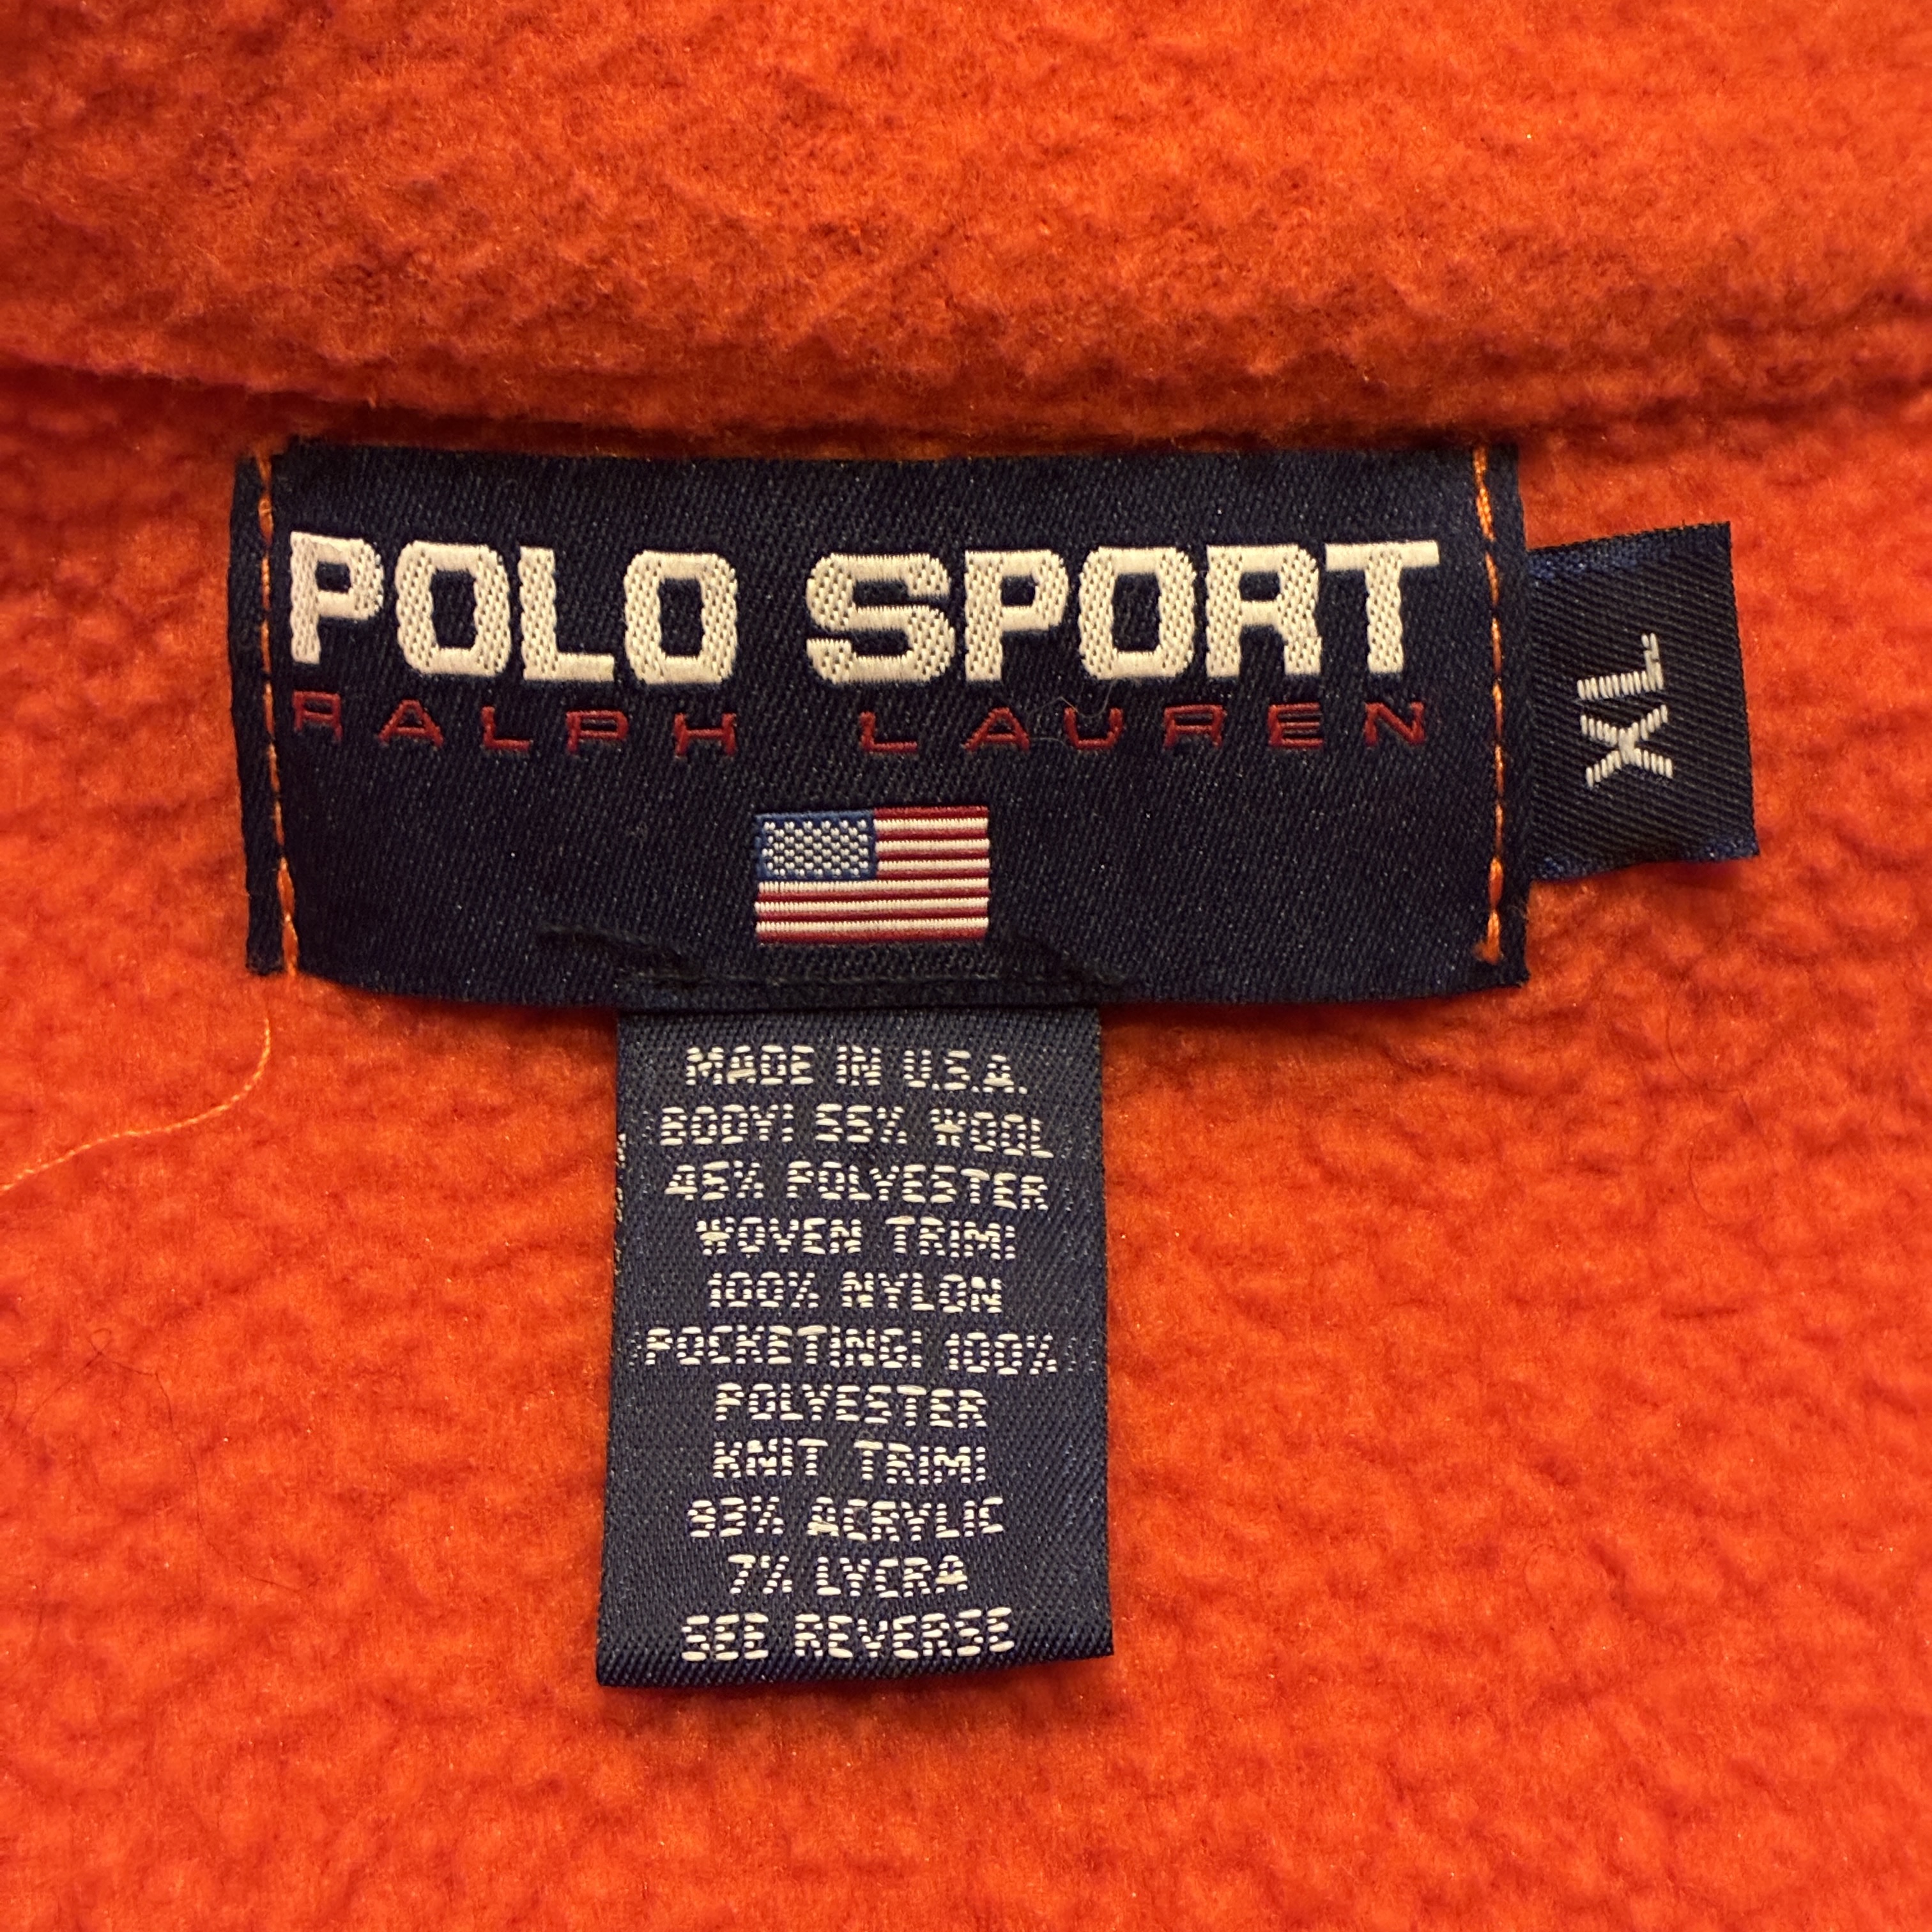 POLO SPORT
RALPH LAUREN
XL
MADE IN U.S.A.
BODY: 55% WOOL
45% POLYESTER
WOVEN TRIM:
100% NYLON
POCKETING: 100%
POLYESTER
KNIT TRIM:
93% ACRYLIC
7% LYCRA
SEE REVERSE